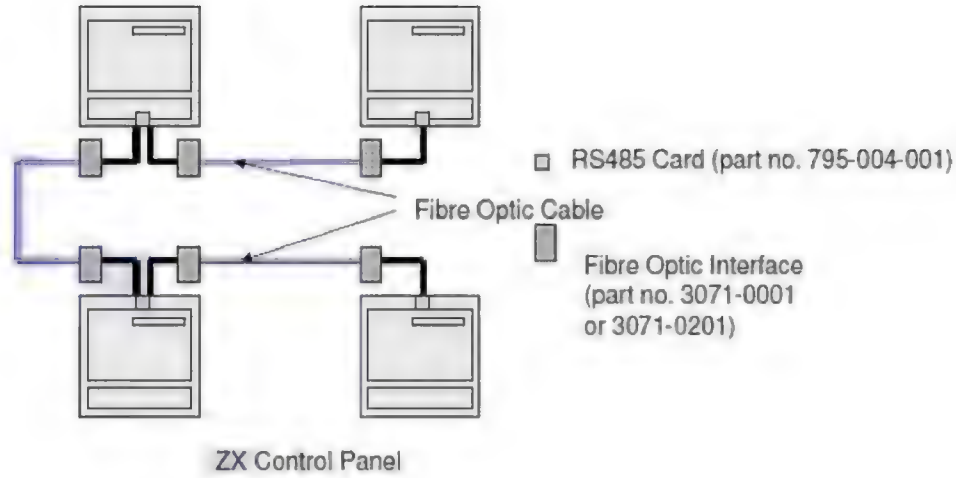 RS485 Card (part no. 795-004-001)
Fibre Optic Cable
Fibre Optic Interface
(part no. 3071-0001
or 3071-0201)
ZX Control Panel